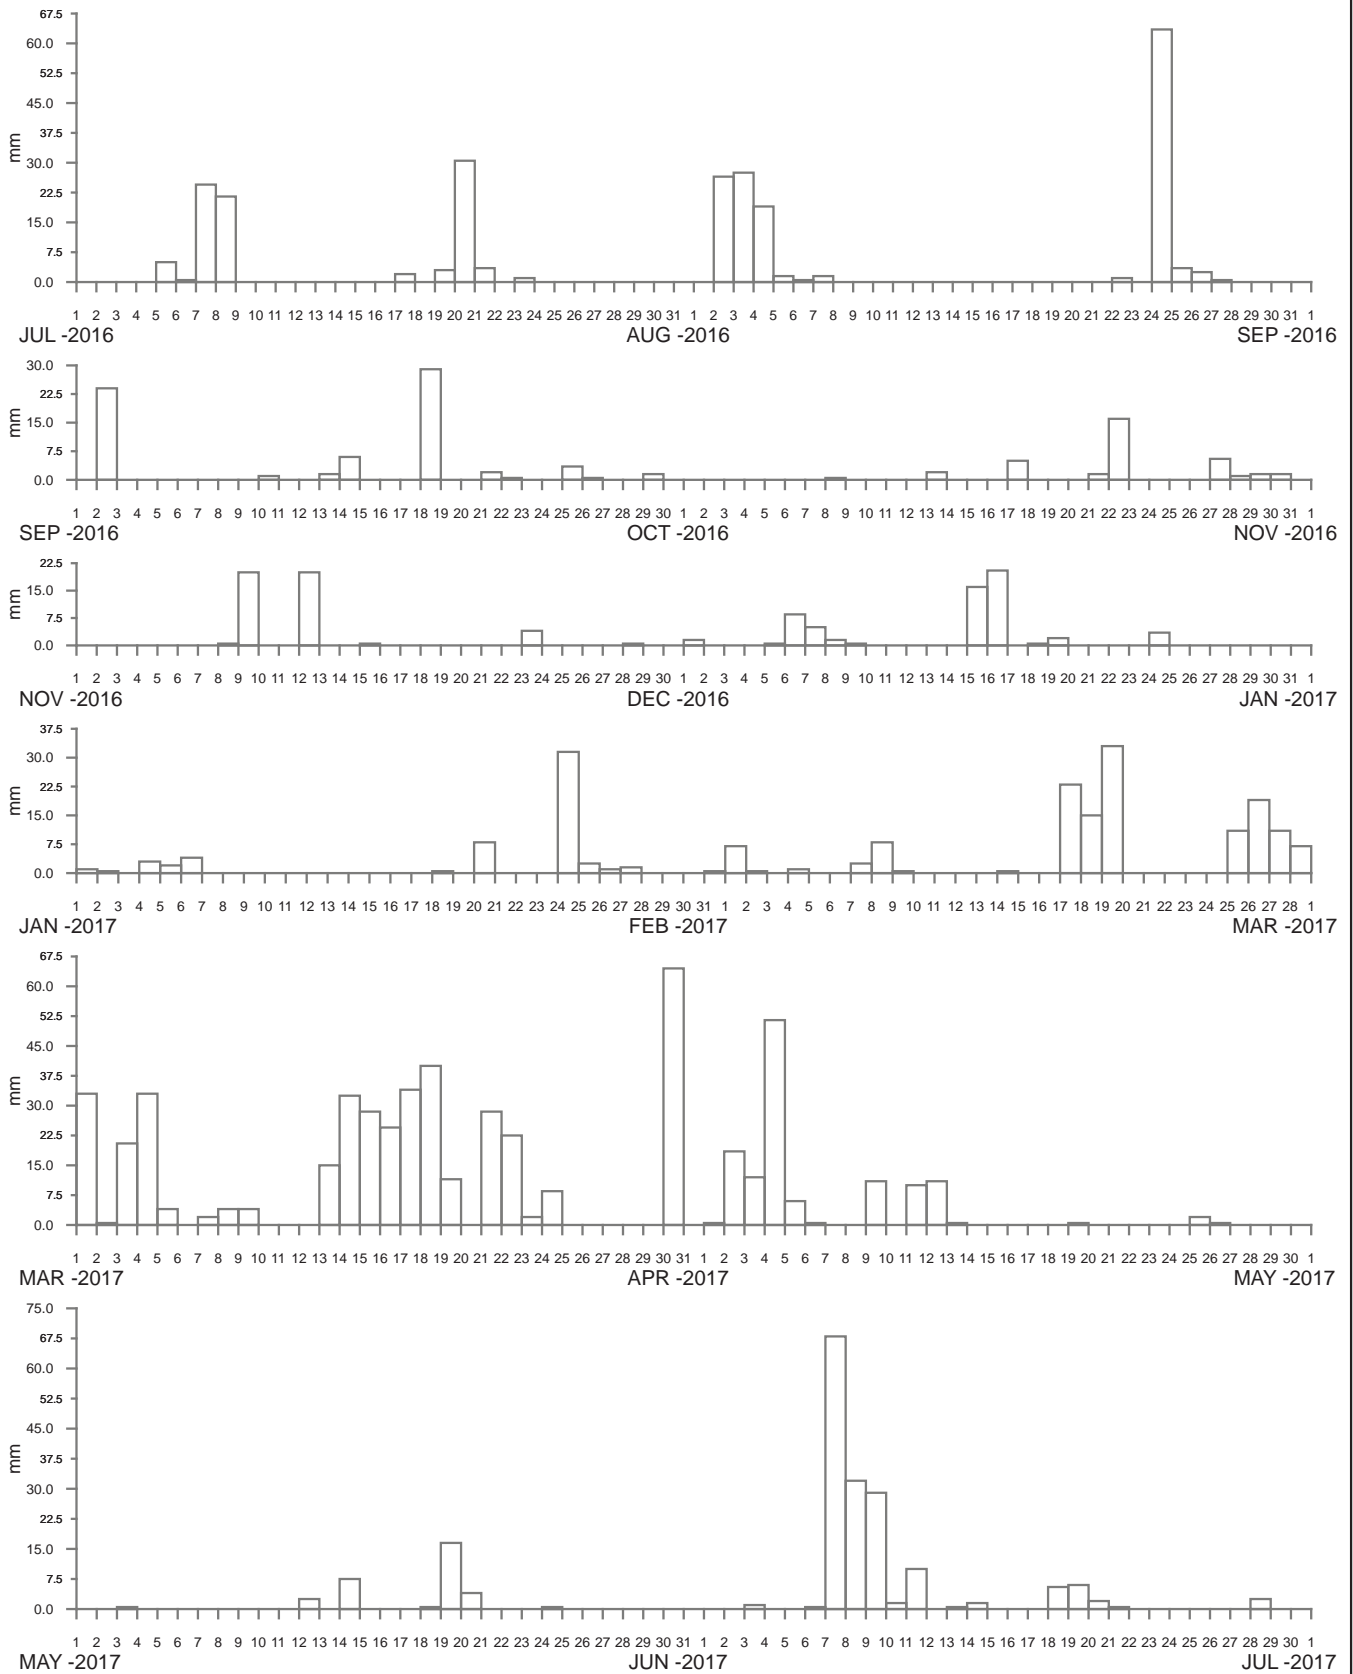 67.5
60.0
52.5
45.0
37.5
mm
30.0
22.5
15.0
7.5
0.0
1 2 3 4 5 6 7 8 9 10 11 12 13 14 15 16 17 18 19 20 21 22 23 24 25 26 27 28 29 30 31 1 2 3 4 5 6 7 8 9 10 11 12 13 14 15 16 17 18 19 20 21 22 23 24 25 26 27 28 29 30 31 1
JUL -2016 AUG -2016 SEP -2016
30.0
22.5
mm
15.0
7.5
0.0
1 2 3 4 5 6 7 8 9 10 11 12 13 14 15 16 17 18 19 20 21 22 23 24 25 26 27 28 29 30 1 2 3 4 5 6 7 8 9 10 11 12 13 14 15 16 17 18 19 20 21 22 23 24 25 26 27 28 29 30 31 1
SEP -2016 OCT -2016 NOV -2016
22.5
15.0
mm
7.5
0.0
1 2 3 4 5 6 7 8 9 10 11 12 13 14 15 16 17 18 19 20 21 22 23 24 25 26 27 28 29 30 1 2 3 4 5 6 7 8 9 10 11 12 13 14 15 16 17 18 19 20 21 22 23 24 25 26 27 28 29 30 31 1
NOV -2016 DEC -2016 JAN -2017
37.5
30.0
22.5
mm
15.0
7.5
0.0
1 2 3 4 5 6 7 8 9 10 11 12 13 14 15 16 17 18 19 20 21 22 23 24 25 26 27 28 29 30 31 1 2 3 4 5 6 7 8 9 10 11 12 13 14 15 16 17 18 19 20 21 22 23 24 25 26 27 28 1
JAN -2017 FEB -2017 MAR -2017
67.5
60.0
52.5
45.0
37.5
mm
30.0
22.5
15.0
7.5
0.0
1 2 3 4 5 6 7 8 9 10 11 12 13 14 15 16 17 18 19 20 21 22 23 24 25 26 27 28 29 30 31 1 2 3 4 5 6 7 8 9 10 11 12 13 14 15 16 17 18 19 20 21 22 23 24 25 26 27 28 29 30 1
MAR -2017 APR -2017 MAY -2017
75.0
67.5
60.0
52.5
45.0
37.5
mm
30.0
22.5
15.0
7.5
0.0
1 2 3 4 5 6 7 8 9 10 11 12 13 14 15 16 17 18 19 20 21 22 23 24 25 26 27 28 29 30 31 1 2 3 4 5 6 7 8 9 10 11 12 13 14 15 16 17 18 19 20 21 22 23 24 25 26 27 28 29 30 1
MAY -2017 JUN -2017 JUL -2017